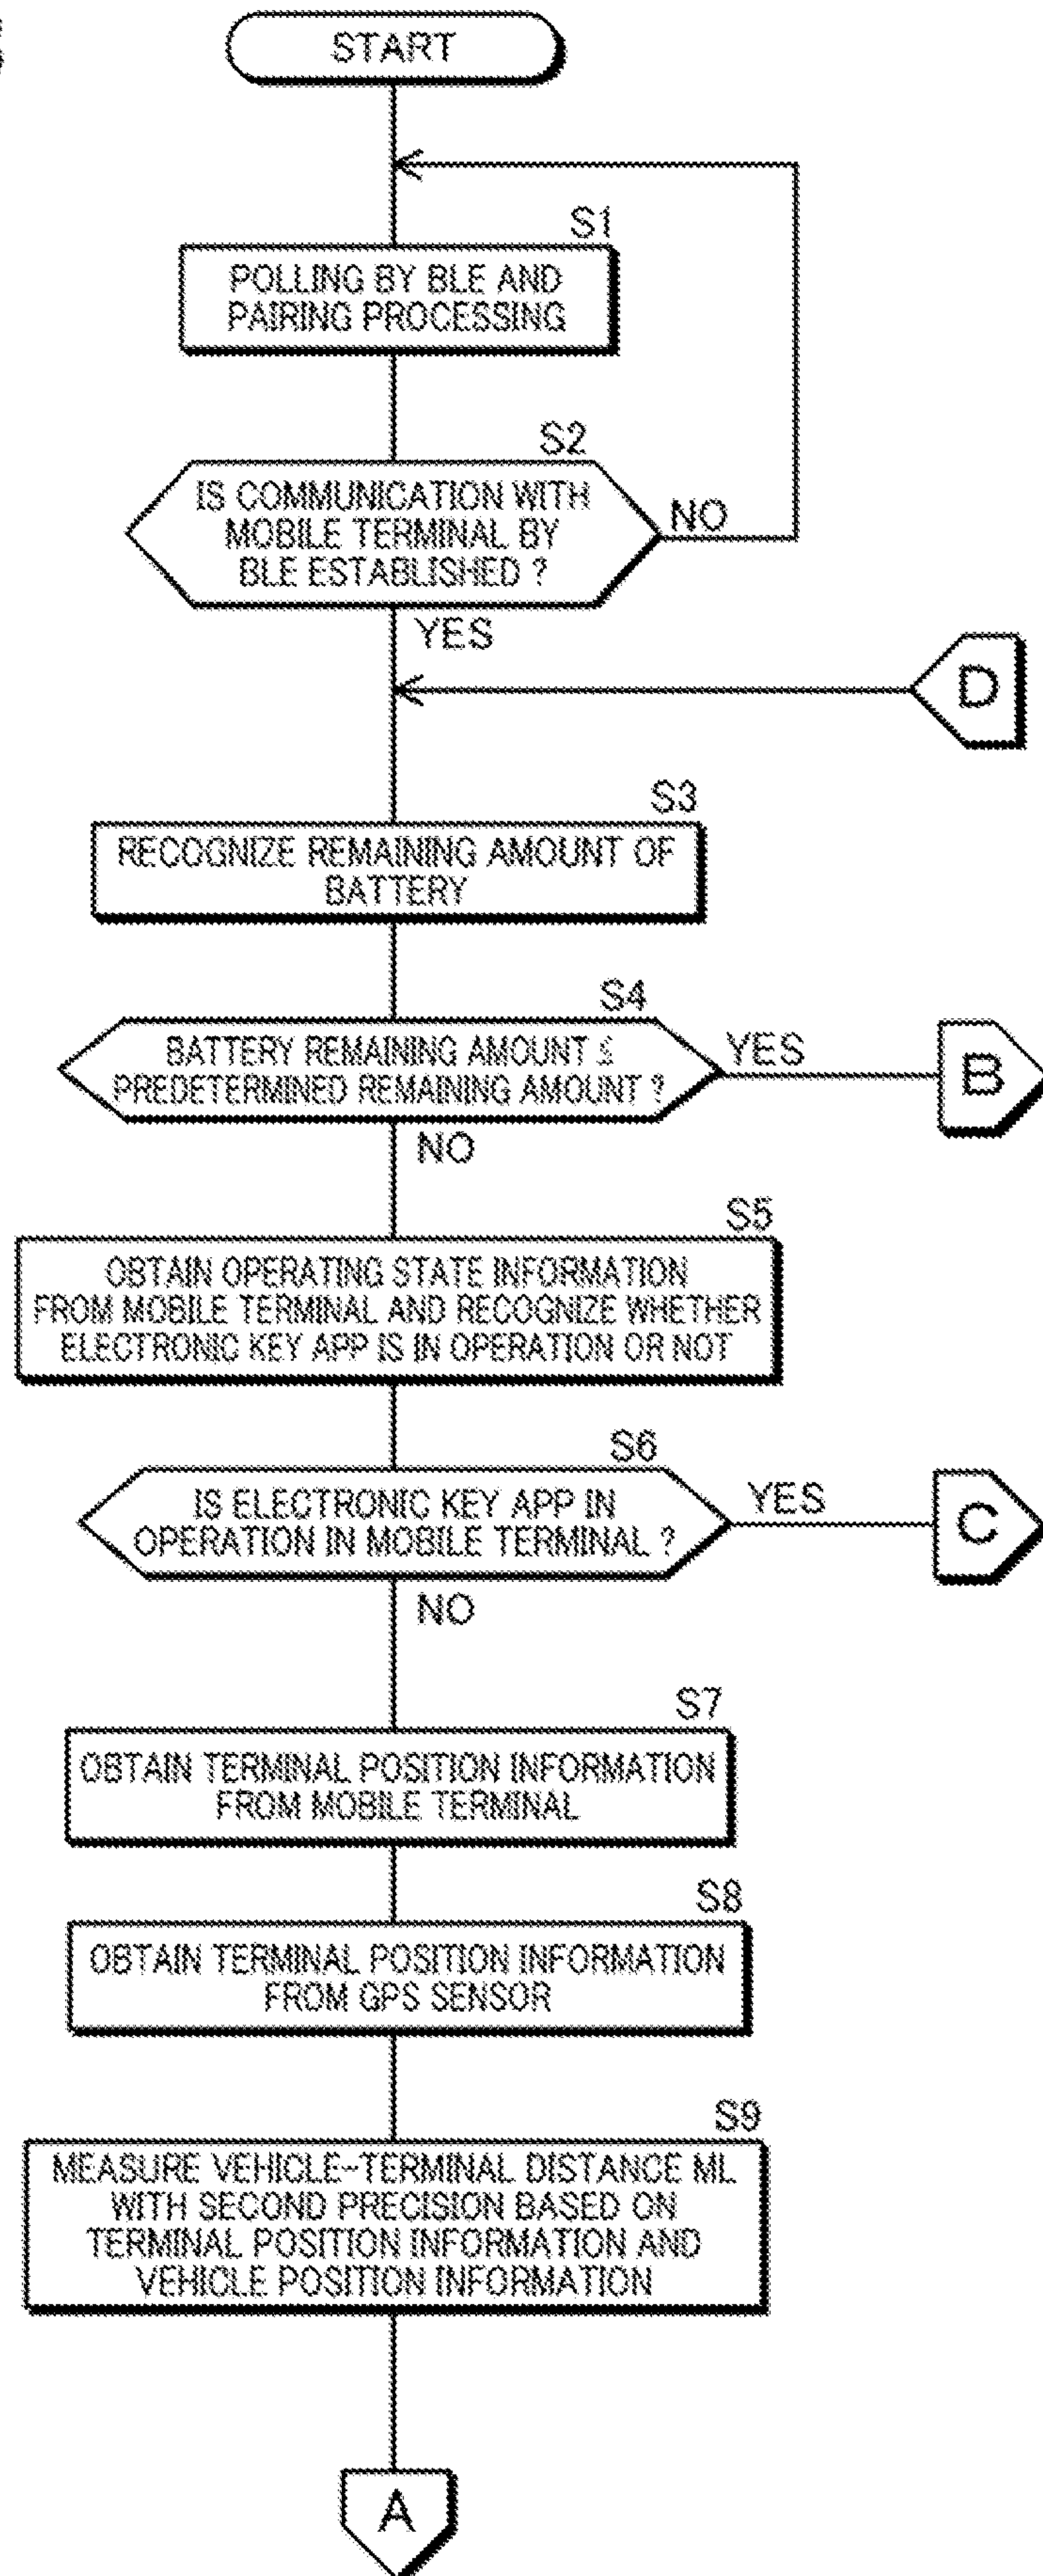 START
S1
POLLING BY BLE AND
PAIRING PROCESSING
S2
IS COMMUNICATION WITH
MOBILE TERMINAL BY
BLE ESTABLISHED ?
NO
YES
D
S3
RECOGNIZE REMAINING AMOUNT OF
BATTERY
S4
BATTERY REMAINING AMOUNT ≦
PREDETERMINED REMAINING AMOUNT ?
YES
B
NO
S5
OBTAIN OPERATING STATE INFORMATION
FROM MOBILE TERMINAL AND RECOGNIZE WHETHER
ELECTRONIC KEY APP IS IN OPERATION OR NOT
S6
IS ELECTRONIC KEY APP IN
OPERATION IN MOBILE TERMINAL ?
YES
C
NO
S7
OBTAIN TERMINAL POSITION INFORMATION
FROM MOBILE TERMINAL
S8
OBTAIN TERMINAL POSITION INFORMATION
FROM GPS SENSOR
S9
MEASURE VEHICLE-TERMINAL DISTANCE ML
WITH SECOND PRECISION BASED ON
TERMINAL POSITION INFORMATION AND
VEHICLE POSITION INFORMATION
A